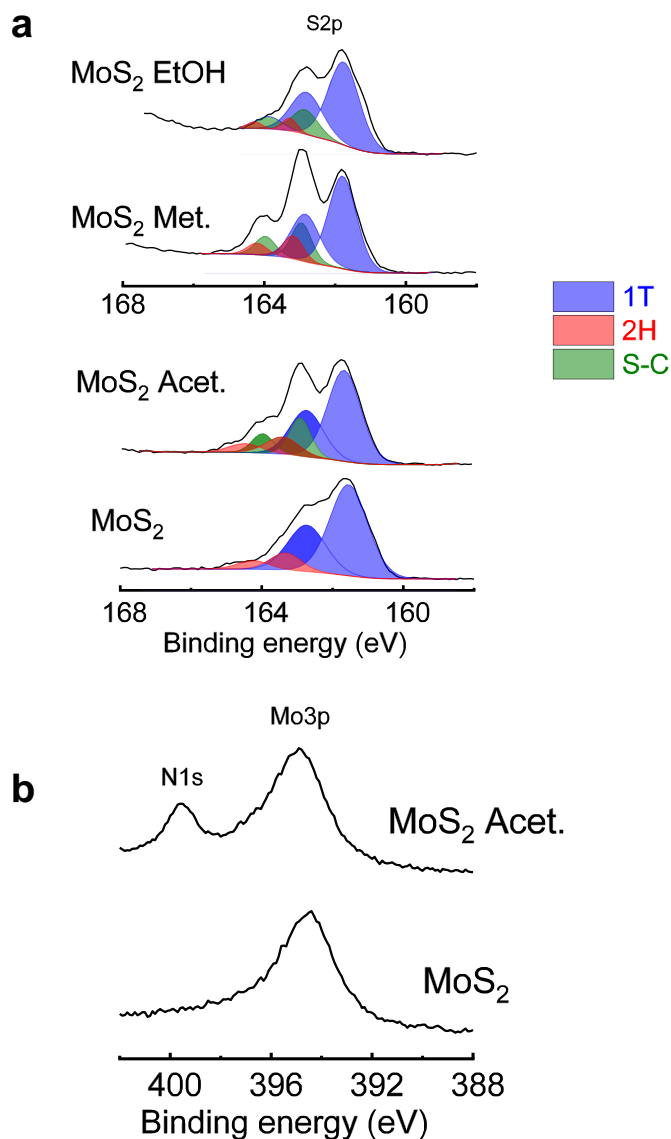 a
S2p
MoS2 EtOH
MoS2 Met.
168 164 160
1T
2H
S-C
MoS2 Acet.
MoS2
168 164 160
Binding energy (eV)
b
Mo3p
N1s
MoS2 Acet.
MoS2
400 396 392 388
Binding energy (eV)